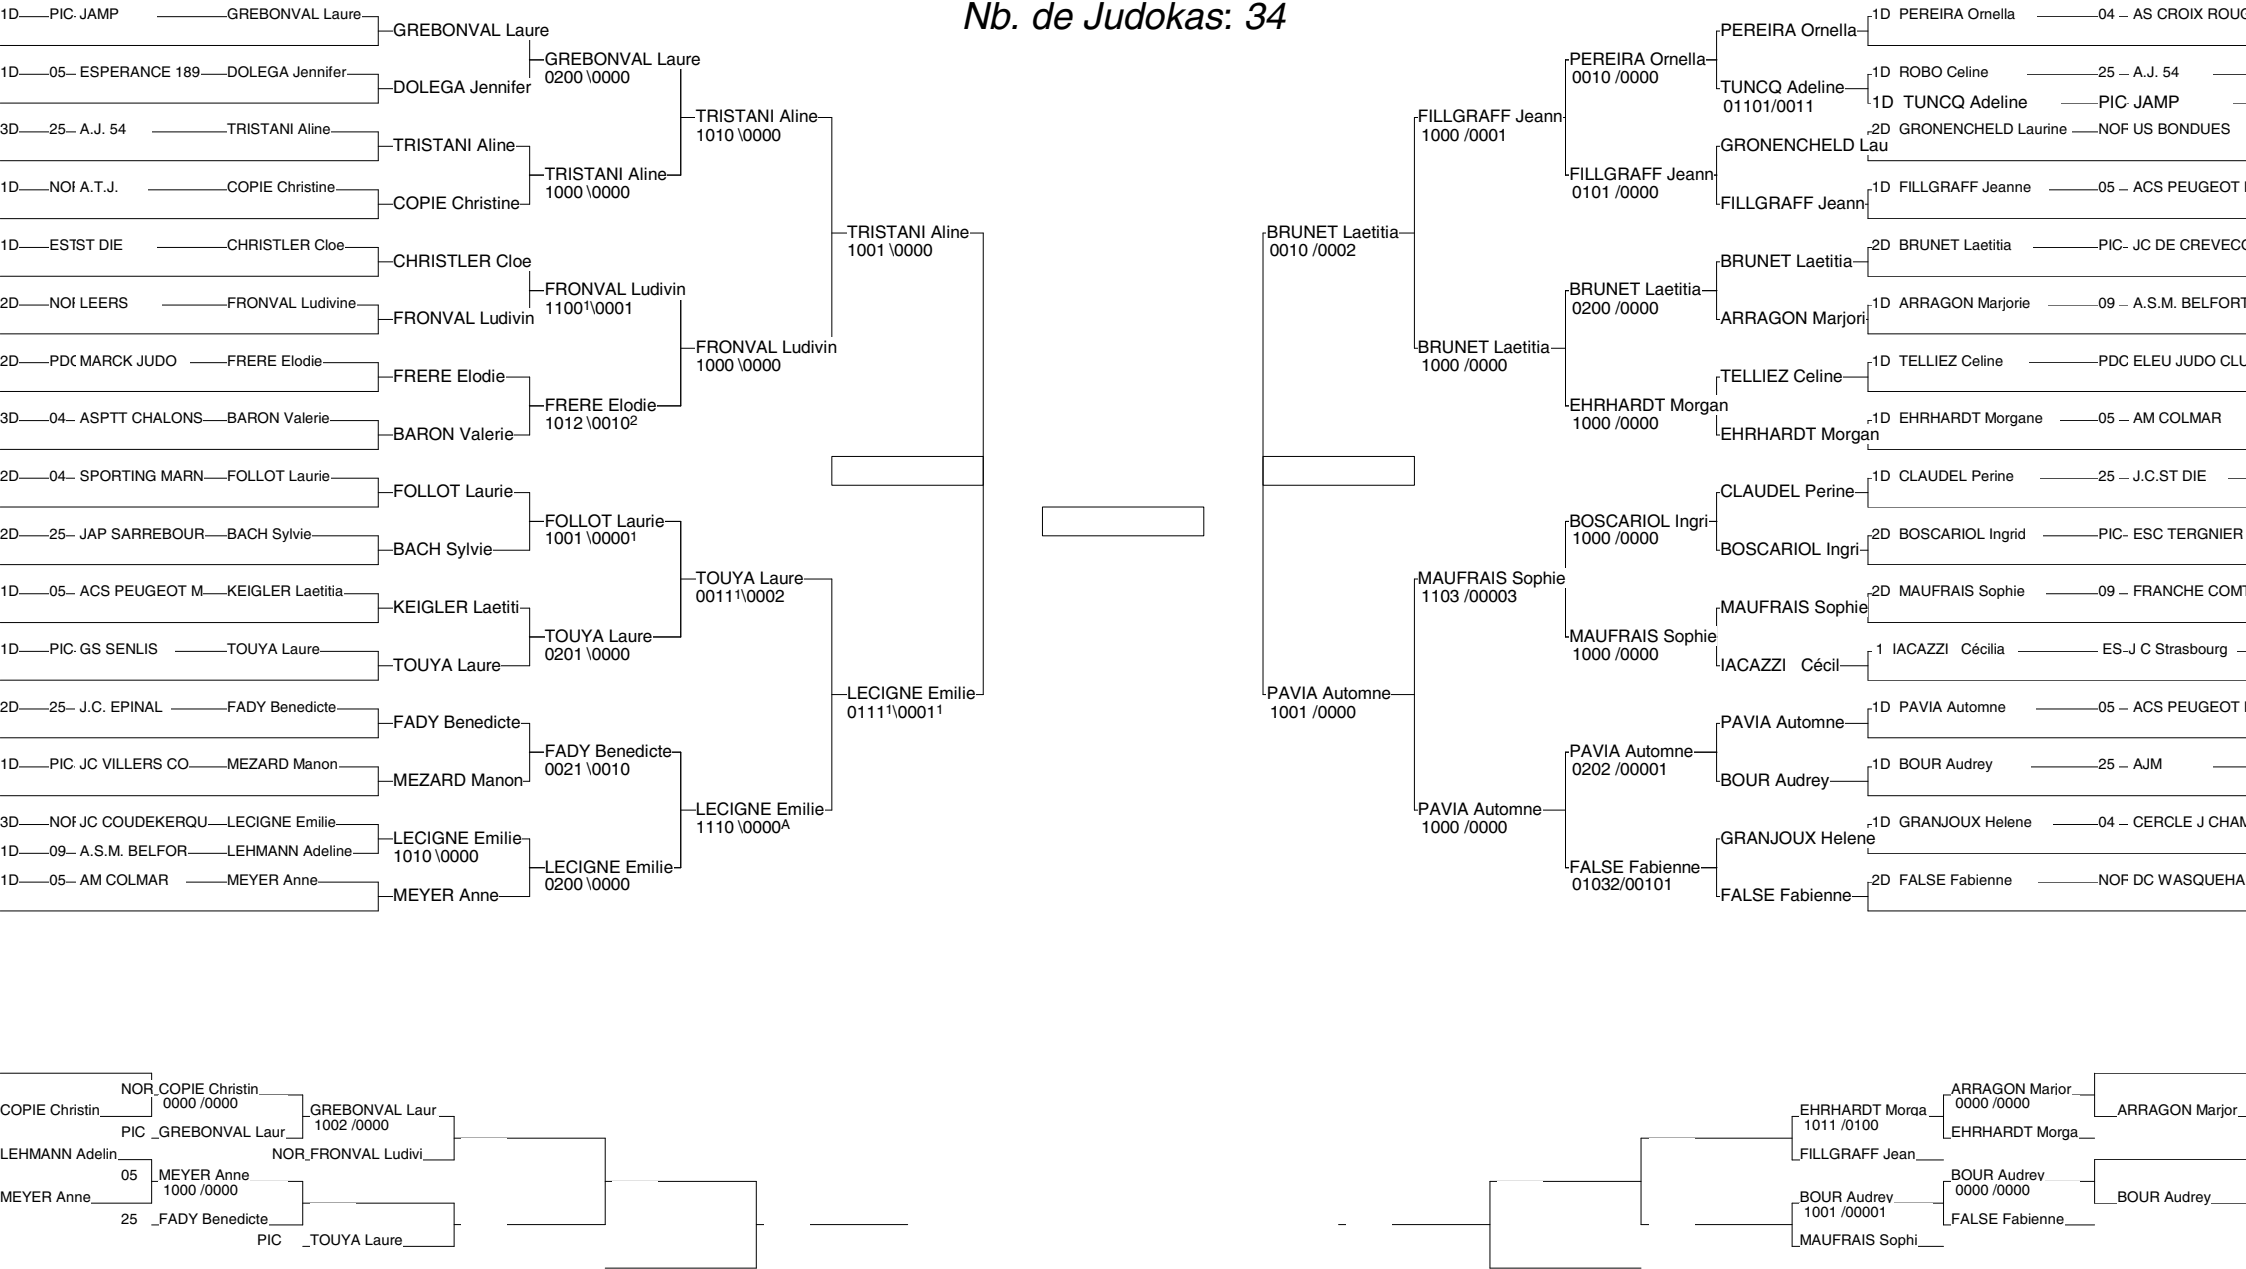 Nb. de Judokas: 34
1D PIC JAMP GREBONVAL Laure
1D 05 ESPERANCE 189 DOLEGA Jennifer
3D 25 A.J. 54 TRISTANI Aline
1D NOF A.T.J. COPIE Christine
1D EST ST DIE CHRISTLER Cloe
2D NOF LEERS FRONVAL Ludivine
2D PDC MARCK JUDO FRERE Elodie
3D 04 ASPTT CHALONS BARON Valerie
2D 04 SPORTING MARN FOLLOT Laurie
2D 25 JAP SARREBOUR BACH Sylvie
1D 05 ACS PEUGEOT M KEIGLER Laetitia
1D PIC GS SENLIS TOUYA Laure
2D 25 J.C. EPINAL FADY Benedicte
1D PIC JC VILLERS CO MEZARD Manon
3D NOF JC COUDEKERQU LECIGNE Emilie
1D 09 A.S.M. BELFOR LEHMANN Adeline
1D 05 AM COLMAR MEYER Anne
GREBONVAL Laure
DOLEGA Jennifer
TRISTANI Aline
COPIE Christine
CHRISTLER Cloe
FRONVAL Ludivin
FRERE Elodie
BARON Valerie
FOLLOT Laurie
BACH Sylvie
KEIGLER Laetiti
TOUYA Laure
FADY Benedicte
MEZARD Manon
LECIGNE Emilie
1010 \0000
MEYER Anne
GREBONVAL Laure
0200 \0000
TRISTANI Aline
1000 \0000
FRONVAL Ludivin
1100¹\0001
FRERE Elodie
1012 \0010²
FOLLOT Laurie
1001 \0000¹
TOUYA Laure
0201 \0000
FADY Benedicte
0021 \0010
LECIGNE Emilie
0200 \0000
TRISTANI Aline
1010 \0000
FRONVAL Ludivin
1000 \0000
TOUYA Laure
0011¹\0002
LECIGNE Emilie
1110 \0000ᴬ
TRISTANI Aline
1001 \0000
LECIGNE Emilie
0111¹\0001¹
BRUNET Laetitia
0010 /0002
PAVIA Automne
1001 /0000
FILLGRAFF Jeann
1000 /0001
BRUNET Laetitia
1000 /0000
MAUFRAIS Sophie
1103 /00003
PAVIA Automne
1000 /0000
PEREIRA Ornella
0010 /0000
FILLGRAFF Jeann
0101 /0000
BRUNET Laetitia
0200 /0000
EHRHARDT Morgan
1000 /0000
BOSCARIOL Ingri
1000 /0000
MAUFRAIS Sophie
1000 /0000
PAVIA Automne
0202 /00001
FALSE Fabienne
01032/00101
PEREIRA Ornella
TUNCQ Adeline
01101/0011
GRONENCHELD Lau
FILLGRAFF Jeann
BRUNET Laetitia
ARRAGON Marjori
TELLIEZ Celine
EHRHARDT Morgan
CLAUDEL Perine
BOSCARIOL Ingri
MAUFRAIS Sophie
IACAZZI Cécil
PAVIA Automne
BOUR Audrey
GRANJOUX Helene
FALSE Fabienne
1D PEREIRA Ornella 04 AS CROIX ROUG
1D ROBO Celine 25 A.J. 54
1D TUNCQ Adeline PIC JAMP
2D GRONENCHELD Laurine NOF US BONDUES
1D FILLGRAFF Jeanne 05 ACS PEUGEOT
2D BRUNET Laetitia PIC JC DE CREVEC
1D ARRAGON Marjorie 09 A.S.M. BELFORT
1D TELLIEZ Celine PDC ELEU JUDO CLU
1D EHRHARDT Morgane 05 AM COLMAR
1D CLAUDEL Perine 25 J.C.ST DIE
2D BOSCARIOL Ingrid PIC ESC TERGNIER
2D MAUFRAIS Sophie 09 FRANCHE COMT
1 IACAZZI Cécilia ES J C Strasbourg
1D PAVIA Automne 05 ACS PEUGEOT
1D BOUR Audrey 25 AJM
1D GRANJOUX Helene 04 CERCLE J CHAM
2D FALSE Fabienne NOF DC WASQUEHA
COPIE Christin
LEHMANN Adelin
MEYER Anne
NOR COPIE Christin
0000 /0000
PIC GREBONVAL Laur
05 MEYER Anne
1000 /0000
25 FADY Benedicte
GREBONVAL Laur
1002 /0000
NOR FRONVAL Ludivi
PIC TOUYA Laure
EHRHARDT Morga
1011 /0100
FILLGRAFF Jean
BOUR Audrey
1001 /00001
MAUFRAIS Sophi
ARRAGON Marjor
0000 /0000
EHRHARDT Morga
BOUR Audrey
0000 /0000
FALSE Fabienne
ARRAGON Marjor
BOUR Audrey